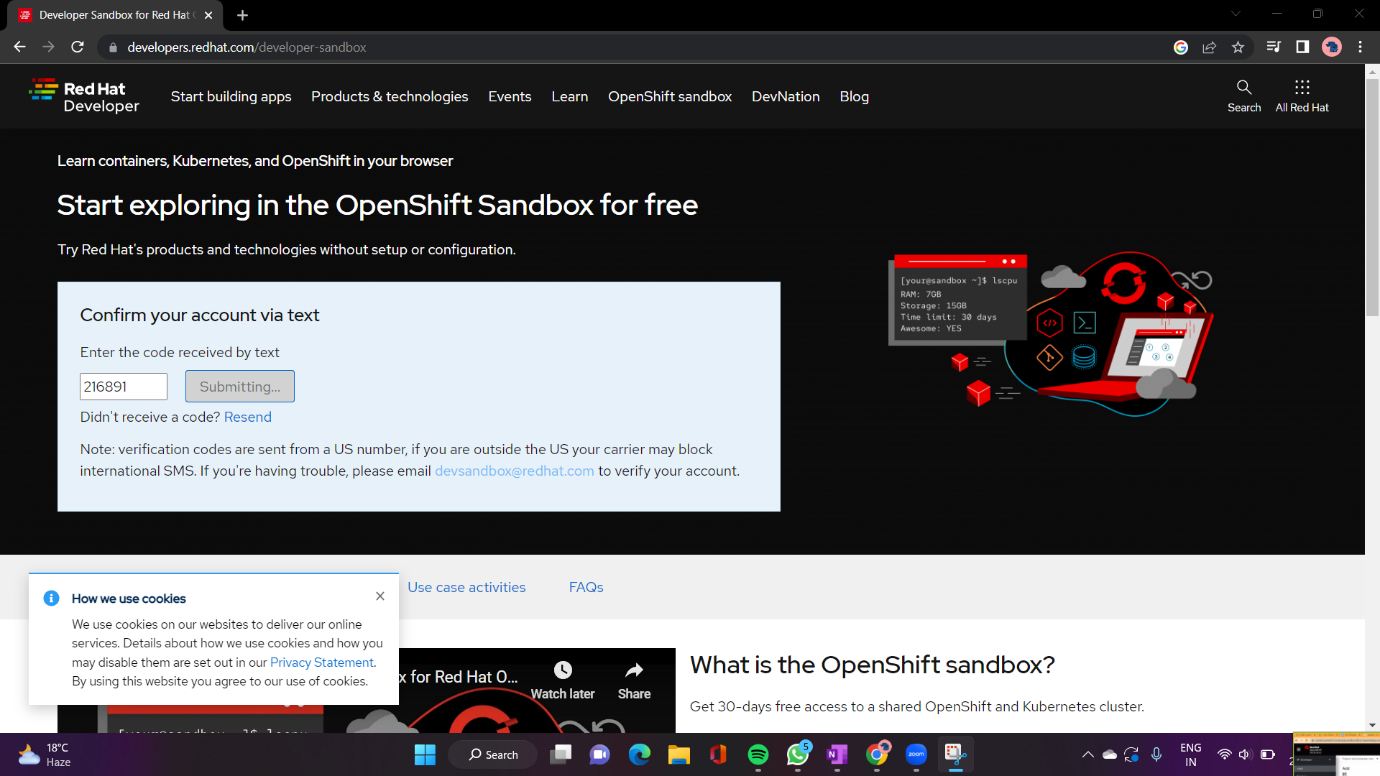 Developer Sandbox for Red Hat
developers.redhat.com/developer-sandbox
Red Hat
Developer
Start building apps
Products & technologies
Events
Learn
OpenShift sandbox
DevNation
Blog
Search
All Red Hat
Learn containers, Kubernetes, and OpenShift in your browser
Start exploring in the OpenShift Sandbox for free
Try Red Hat's products and technologies without setup or configuration.
Confirm your account via text
Enter the code received by text
216891
Submitting...
Didn't receive a code? Resend
Note: verification codes are sent from a US number, if you are outside the US your carrier may block
international SMS. If you're having trouble, please email devsandbox@redhat.com to verify your account.
[your@sandbox ~]$ lscpu
RAM: 7GB
Storage: 15GB
Time limit: 30 days
Awesome: YES
Use case activities
FAQs
How we use cookies
We use cookies on our websites to deliver our online
services. Details about how we use cookies and how you
may disable them are set out in our Privacy Statement.
By using this website you agree to our use of cookies.
x for Red Hat O...
Watch later
Share
What is the OpenShift sandbox?
Get 30-days free access to a shared OpenShift and Kubernetes cluster.
18°C
Haze
Search
5
zoom
ENG
IN